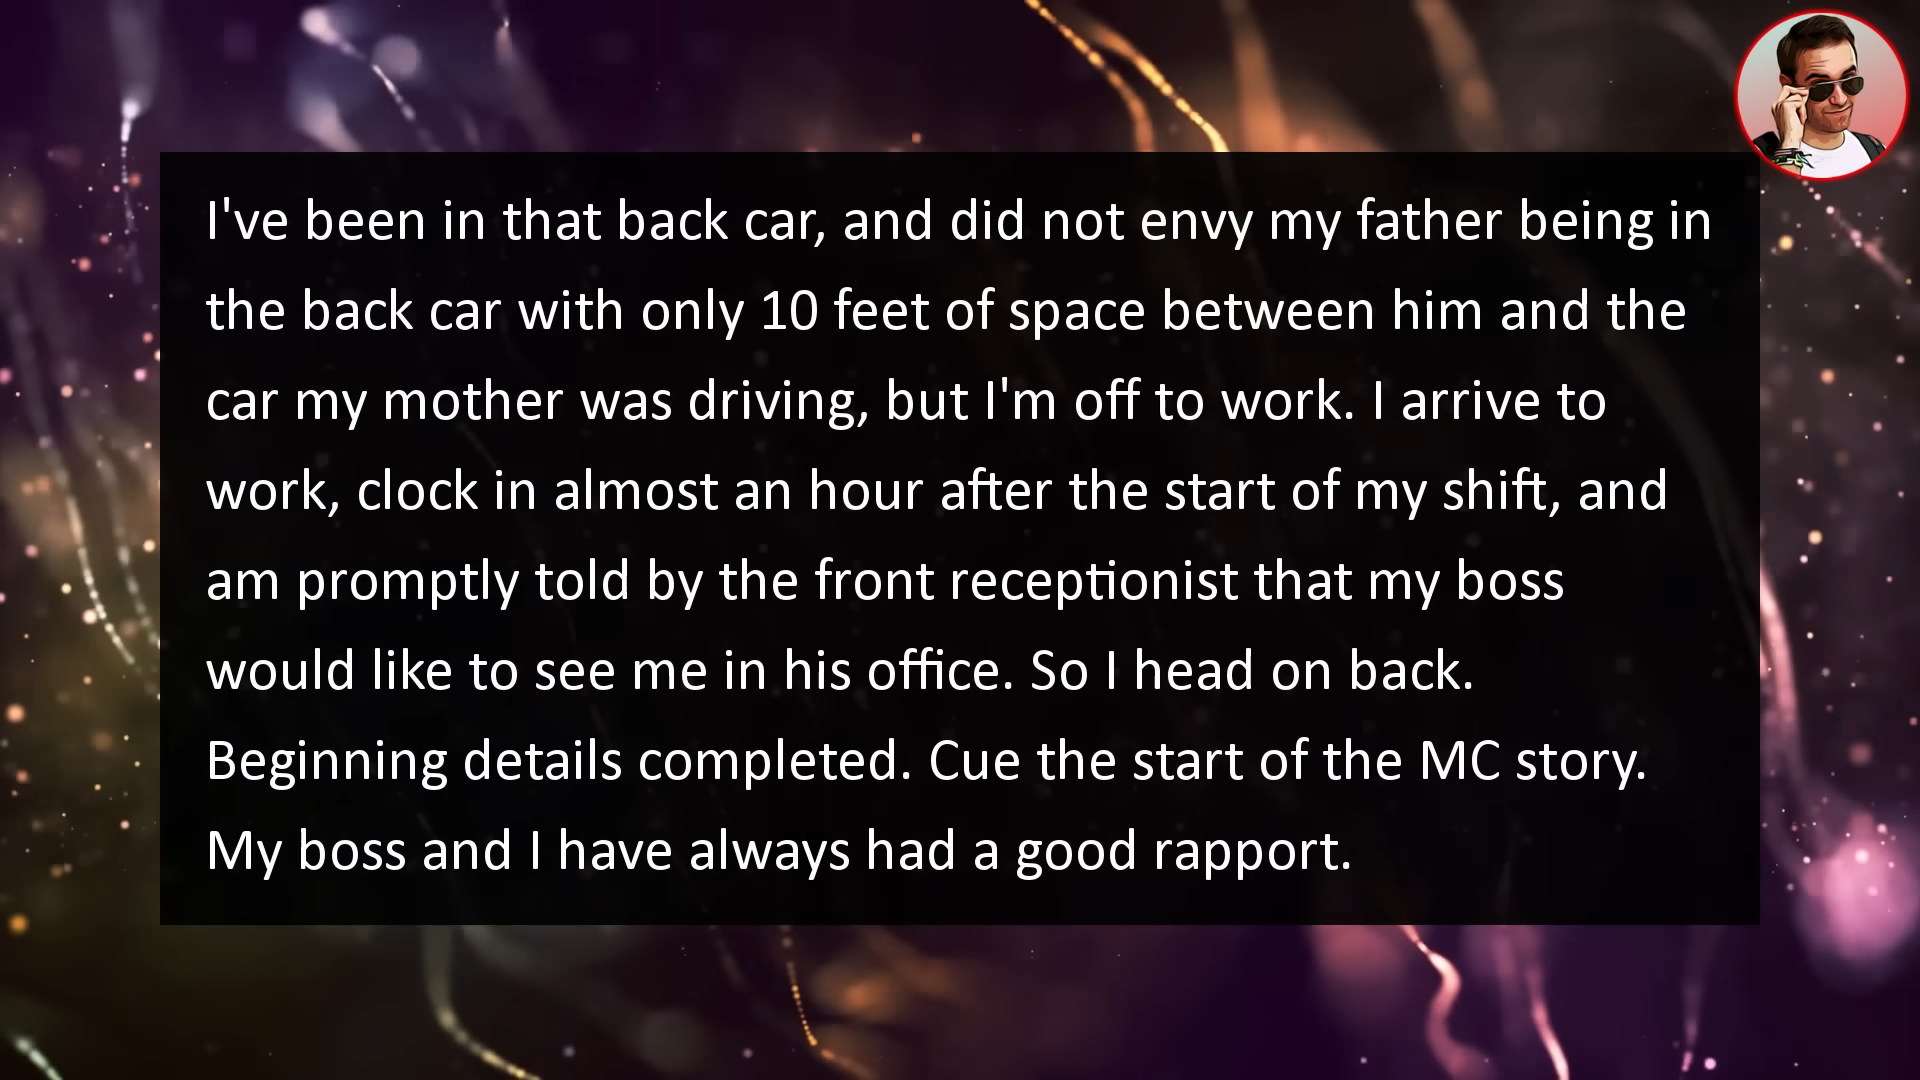 I've been in that back car, and did not envy my father being in
the back car with only 10 feet of space between him and the
car my mother was driving, but I'm off to work. I arrive to
work, clock in almost an hour after the start of my shift, and
am promptly told by the front receptionist that my boss
would like to see me in his office. So I head on back.
Beginning details completed. Cue the start of the MC story.
My boss and I have always had a good rapport.